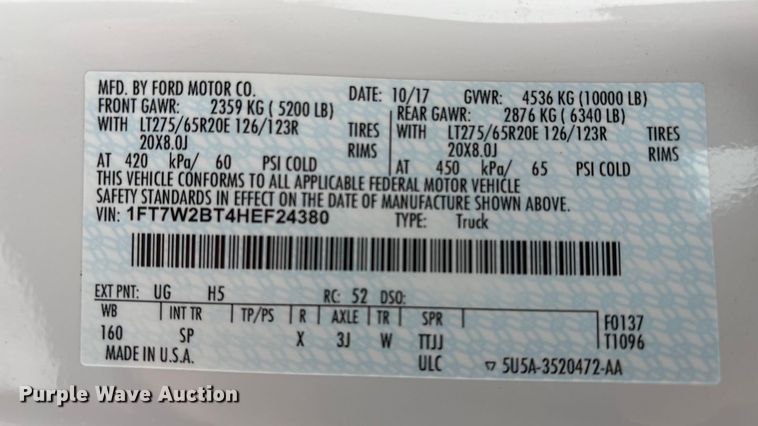 MFD. BY FORD MOTOR CO.
DATE: 10/17 GVWR: 4536 KG (10000 LB)
FRONT GAWR: 2359 KG ( 5200 LB)
REAR GAWR: 2876 KG ( 6340 LB)
WITH LT275/65R20E 126/123R TIRES
WITH LT275/65R20E 126/123R TIRES
20X8.0J RIMS
20X8.0J RIMS
AT 420 kPa/ 60 PSI COLD
AT 450 kPa/ 65 PSI COLD
THIS VEHICLE CONFORMS TO ALL APPLICABLE FEDERAL MOTOR VEHICLE
SAFETY STANDARDS IN EFFECT ON THE DATE OF MANUFACTURE SHOWN ABOVE.
VIN: 1FT7W2BT4HEF24380 TYPE: Truck
EXT PNT: UG H5 RC: 52 DSO:
WB INT TR TP/PS R AXLE TR SPR F0137
160 SP X 3J W TTJJ T1096
MADE IN U.S.A. ULC ▽ 5U5A-3520472-AA
Purple Wave Auction